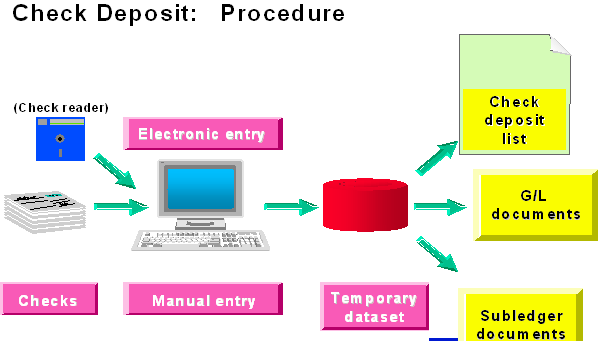 Check Deposit: Procedure
(Check reader)
Electronic entry
Check
deposit
list
G/L
documents
Checks
Manual entry
Temporary
dataset
Subledger
documents